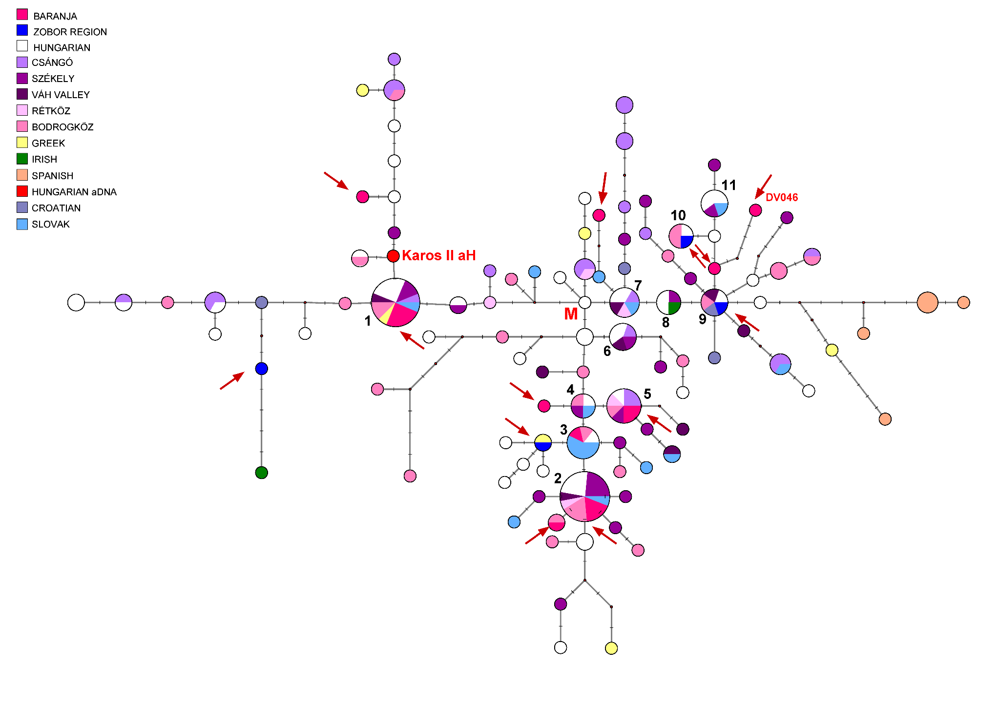 BARANJA
ZOBOR REGION
HUNGARIAN
CSÁNGÓ
SZÉKELY
VÁH VALLEY
RÉTKÖZ
BODROGKÖZ
GREEK
IRISH
SPANISH
HUNGARIAN aDNA
CROATIAN
SLOVAK
11
DV046
10
Karos II aH
7
M
1
8
9
6
4
5
3
2